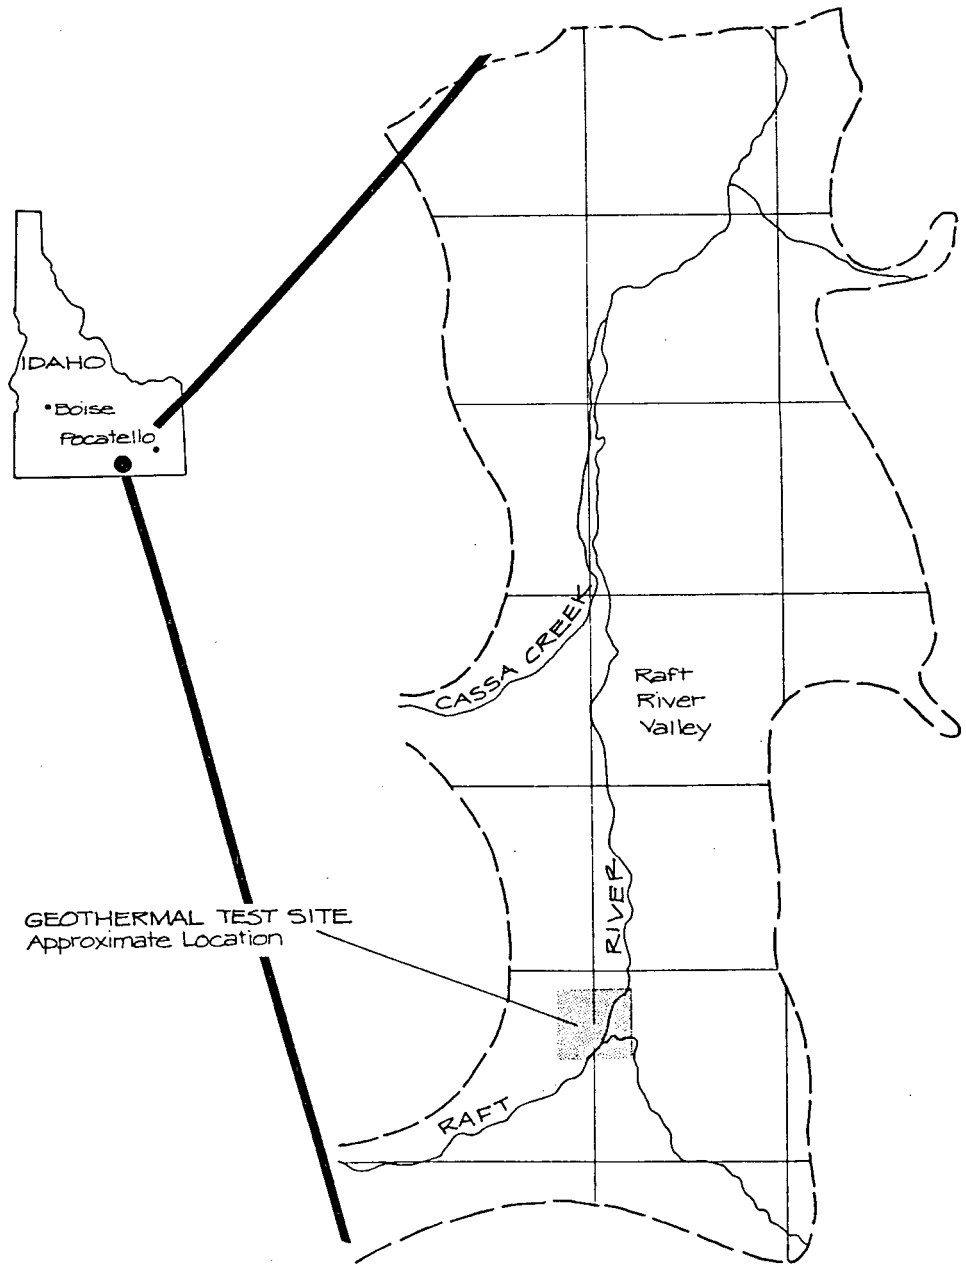 IDAHO
Boise
Pocatello
CASSA CREEK
Raft
River
Valley
RIVER
GEOTHERMAL TEST SITE
Approximate Location
RAFT